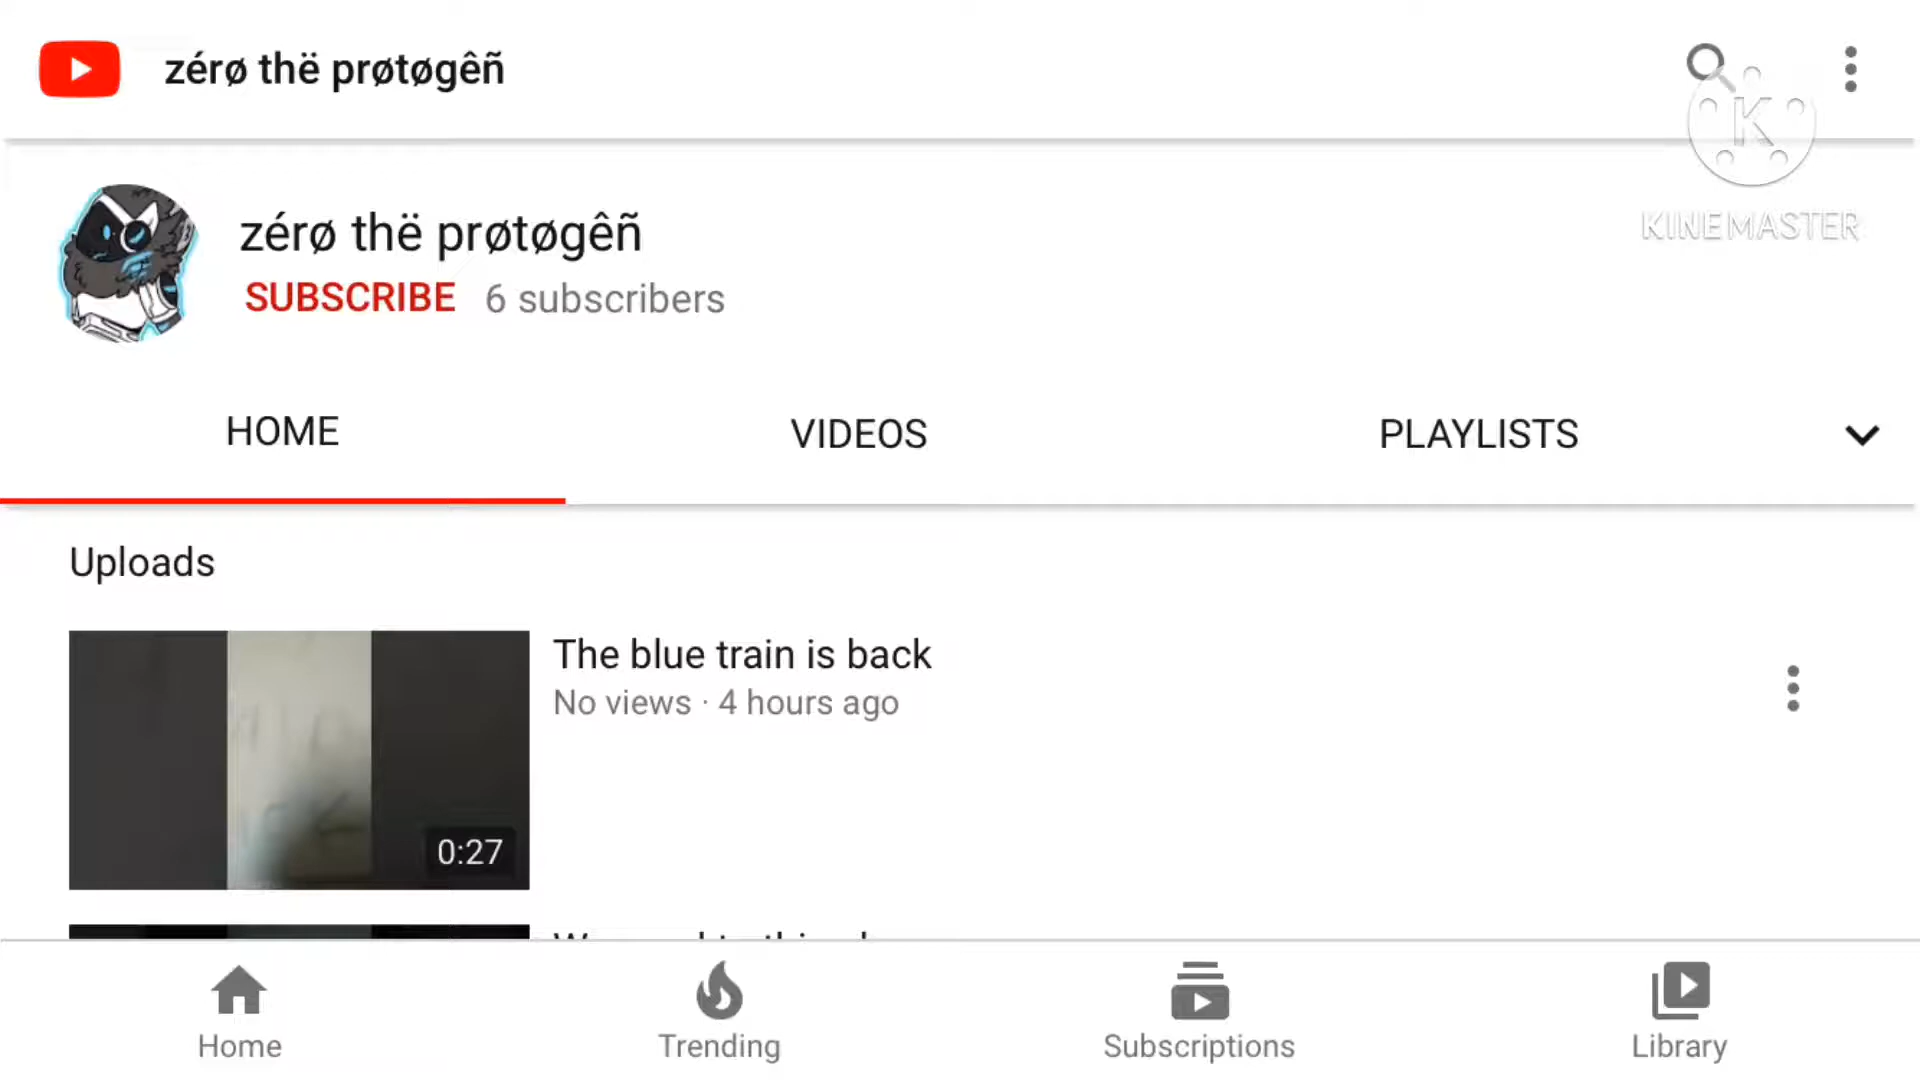 zérø thë prøtøgêñ
KINEMASTER
zérø thë prøtøgêñ
SUBSCRIBE 6 subscribers
HOME VIDEOS PLAYLISTS
Uploads
The blue train is back
No views · 4 hours ago
0:27
Home Trending Subscriptions Library